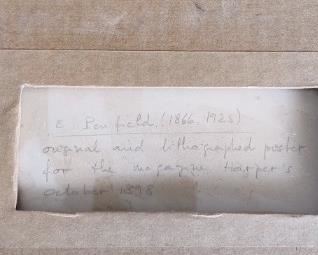 E. Penfield (1866. 1925)
original and lithographed poster
for the magazine Harper's
october 1898